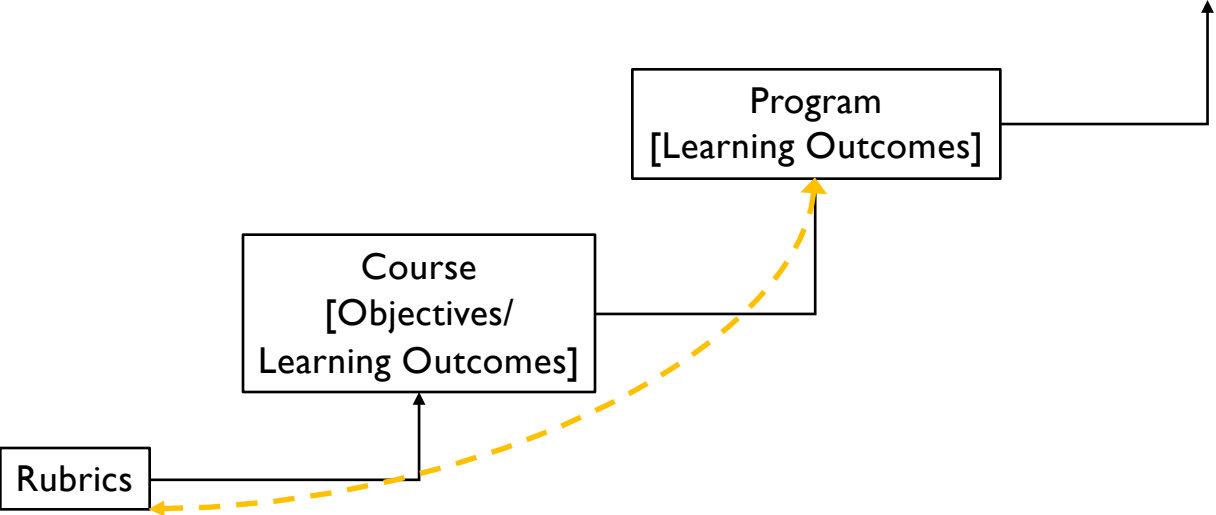 Program
[Learning Outcomes]
Course
[Objectives/
Learning Outcomes]
Rubrics